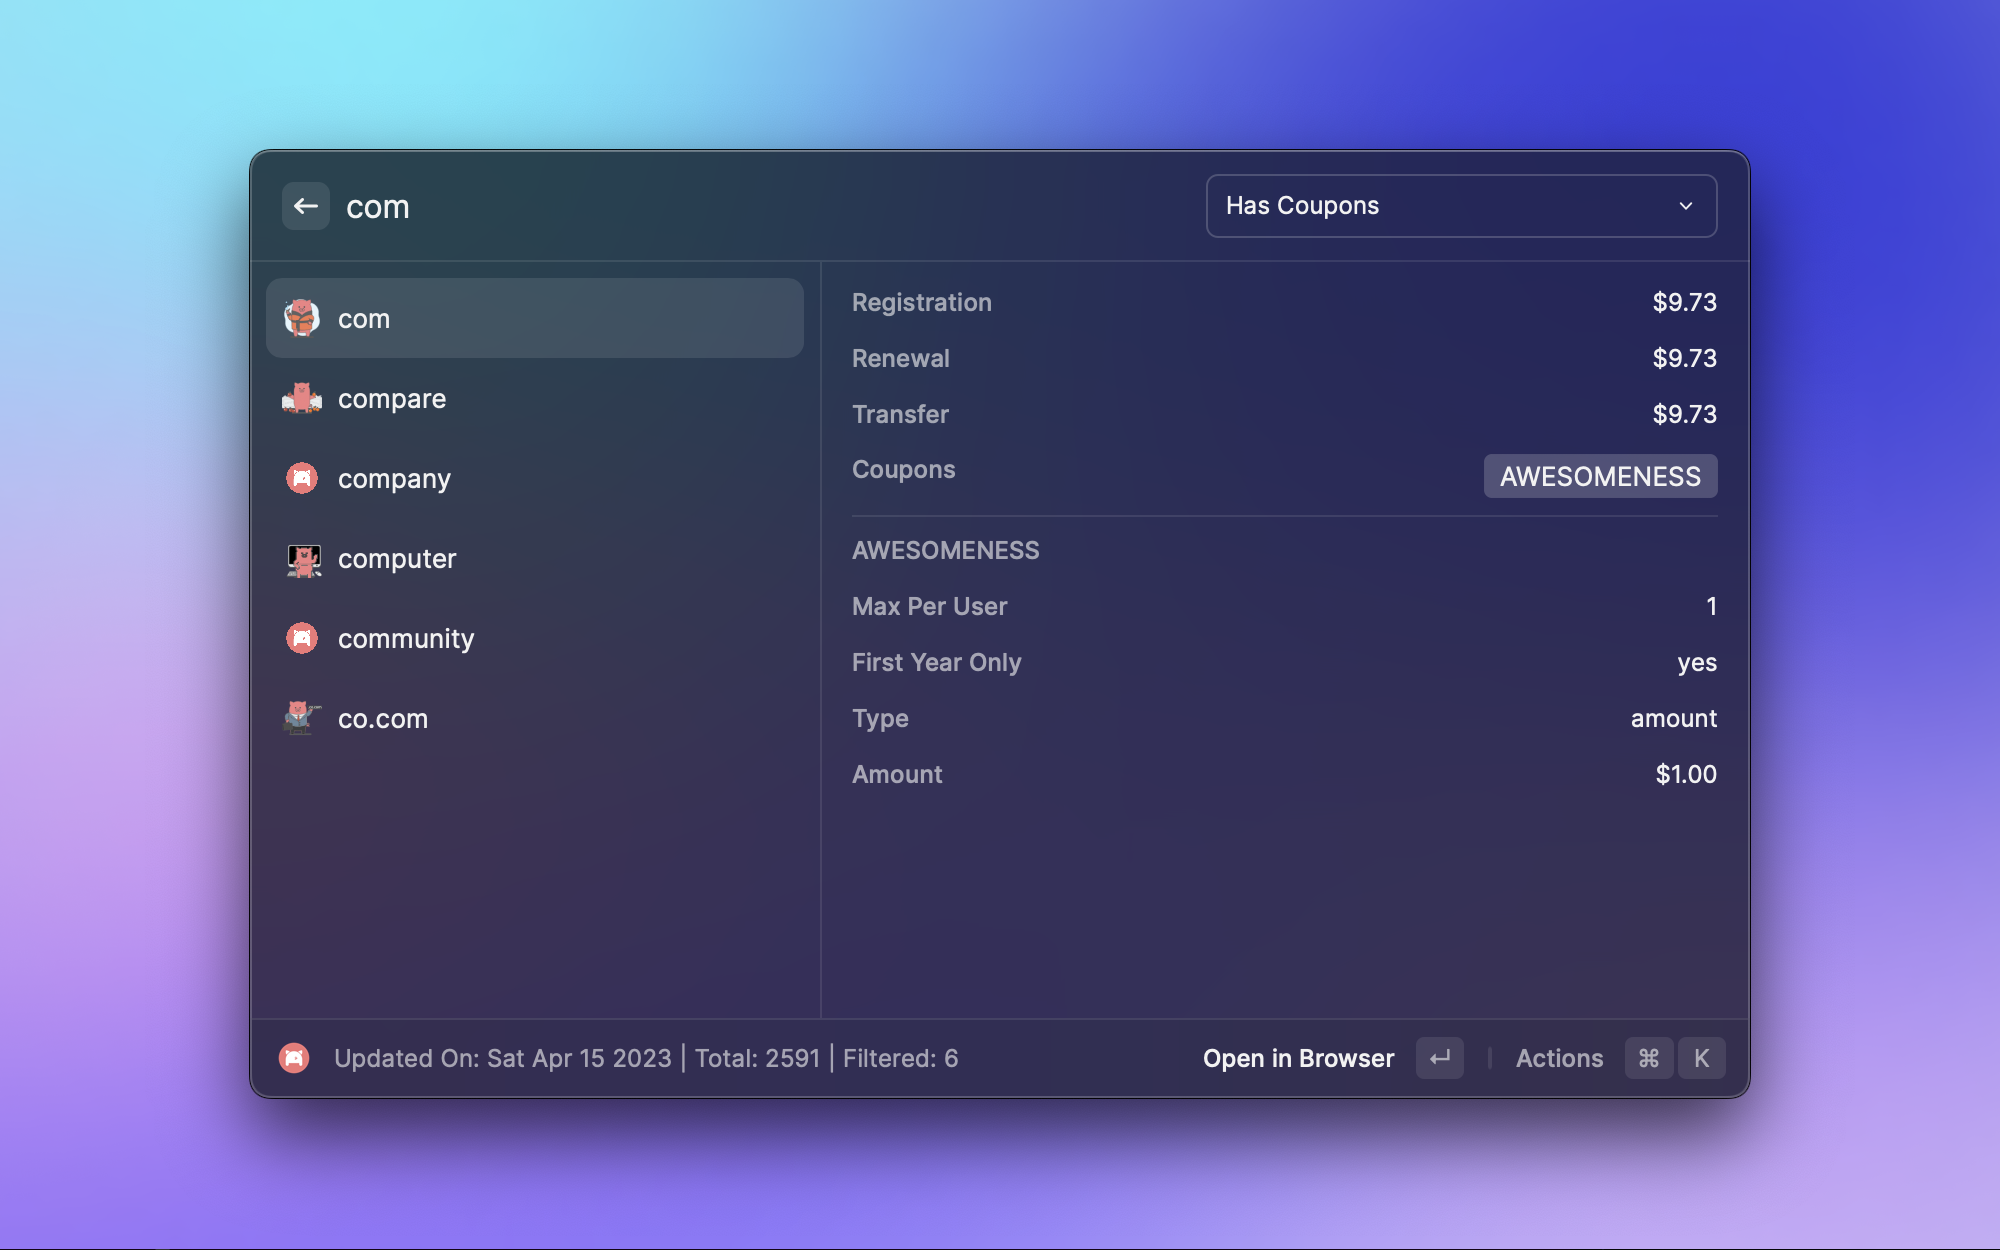 com
Has Coupons
com
compare
company
computer
community
co.com
Registration $9.73
Renewal $9.73
Transfer $9.73
Coupons AWESOMENESS
AWESOMENESS
Max Per User 1
First Year Only yes
Type amount
Amount $1.00
Updated On: Sat Apr 15 2023 | Total: 2591 | Filtered: 6
Open in Browser ↵ | Actions ⌘ K